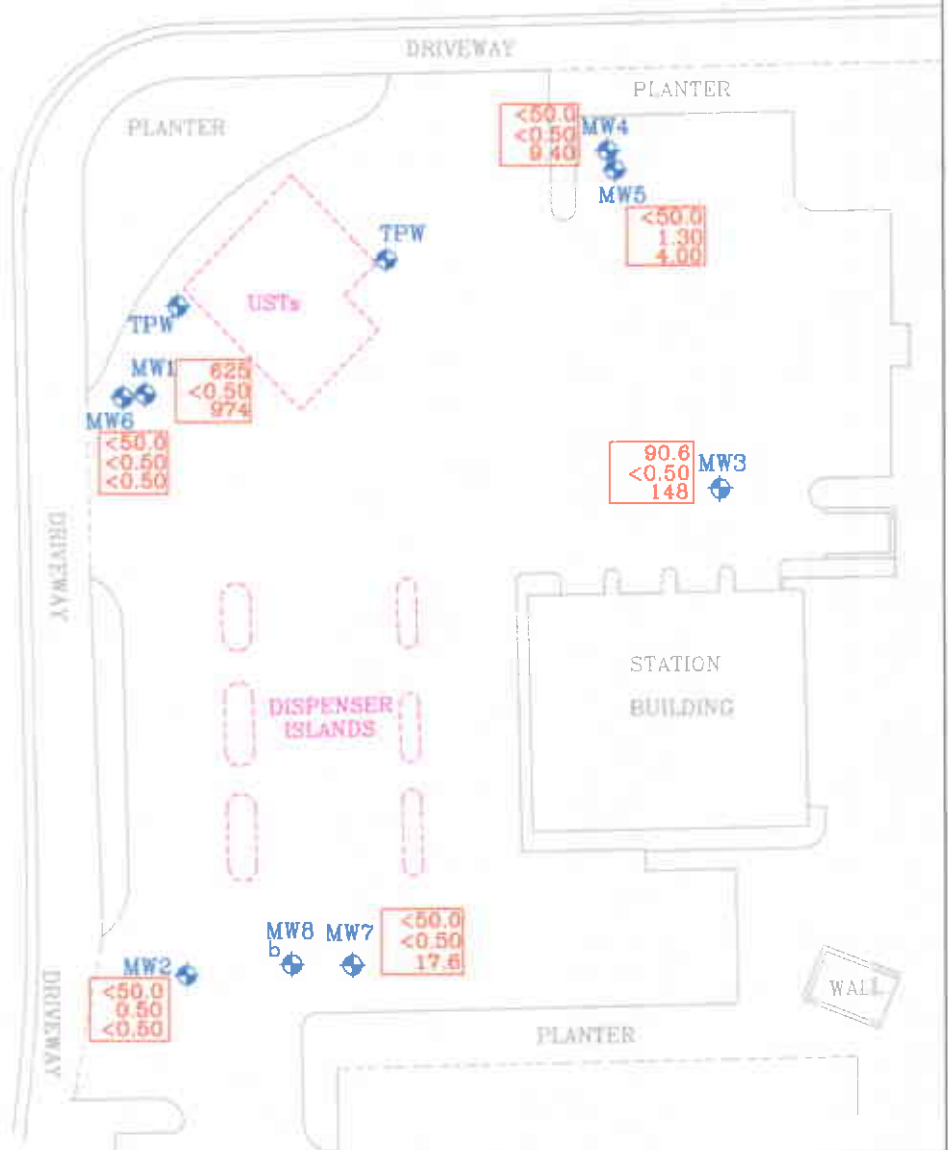 DRIVEWAY
PLANTER
PLANTER
<50.0
<0.50
9.40
MW4
MW5
<50.0
1.30
4.00
TPW
USTs
TPW
MW1
625
<0.50
974
MW6
<50.0
<0.50
<0.50
90.6
<0.50
148
MW3
DRIVEWAY
STATION
BUILDING
DISPENSER
ISLANDS
MW8
b
MW7
<50.0
<0.50
17.6
MW2
<50.0
0.50
<0.50
DRIVEWAY
WALL
PLANTER